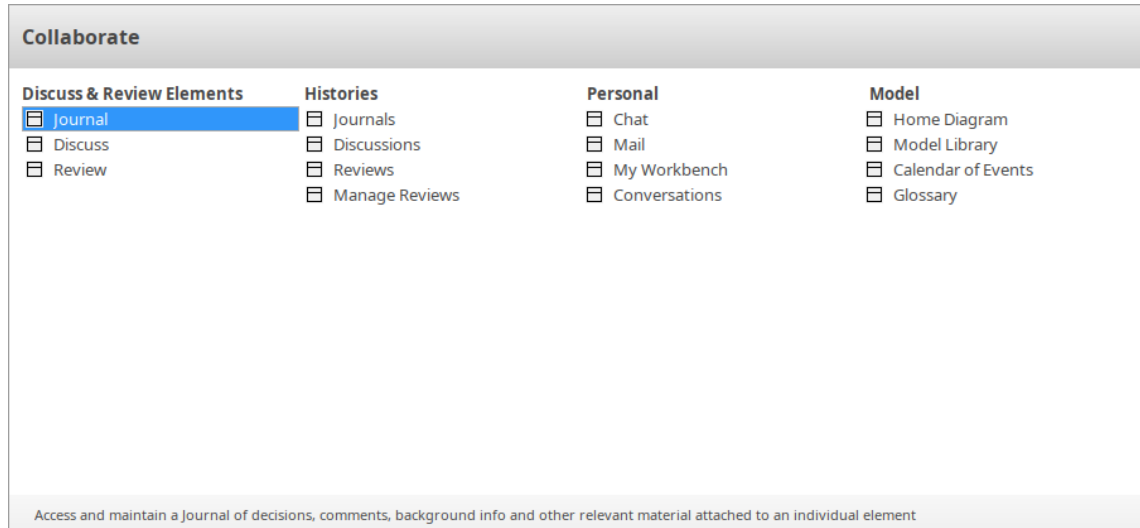 Collaborate
Discuss & Review Elements
Journal
Discuss
Review
Histories
Journals
Discussions
Reviews
Manage Reviews
Personal
Chat
Mail
My Workbench
Conversations
Model
Home Diagram
Model Library
Calendar of Events
Glossary
Access and maintain a Journal of decisions, comments, background info and other relevant material attached to an individual element